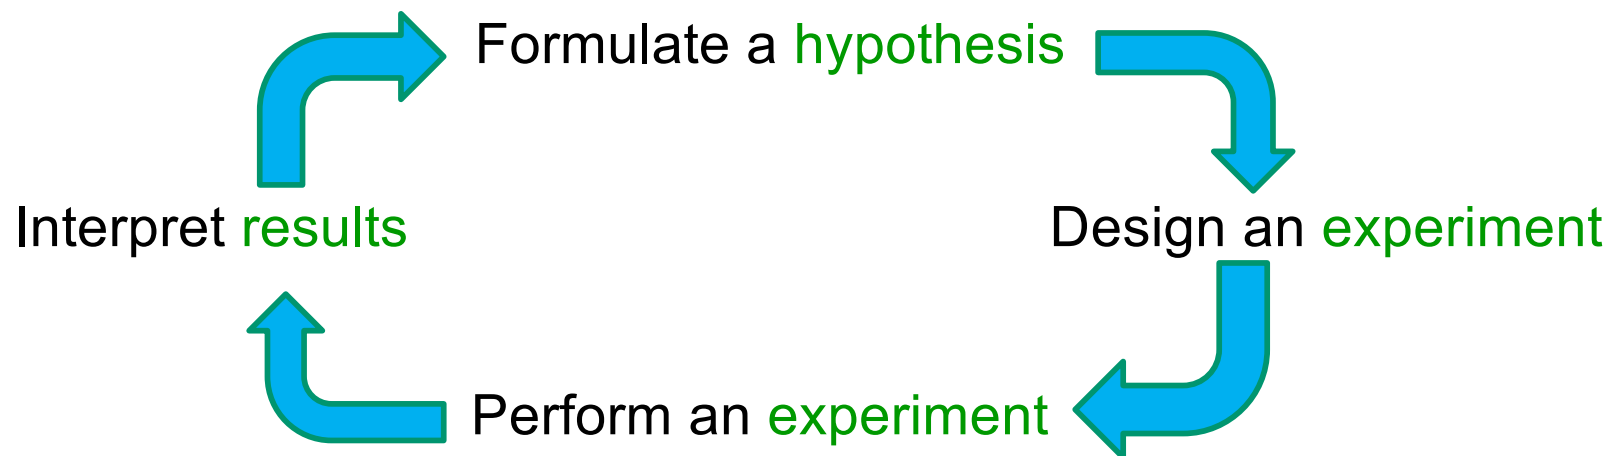 Formulate a hypothesis
Interpret results
Design an experiment
Perform an experiment